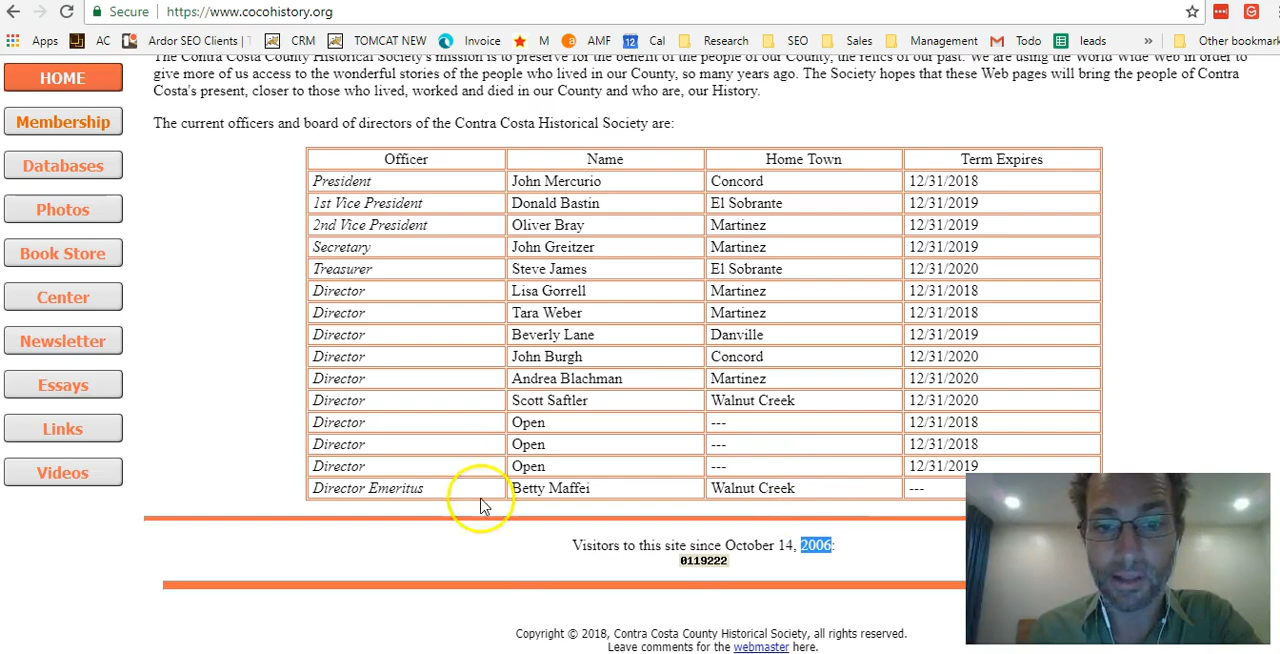 Secure https://www.cocohistory.org
Apps AC Ardor SEO Clients | CRM TOMCAT NEW Invoice M AMF 12 Cal Research SEO Sales Management Todo leads » Other bookmark
The Contra Costa County Historical Society's mission is to preserve for the benefit of the people of our County, the relics of our past. We are using the World Wide Web in order to
HOME
give more of us access to the wonderful stories of the people who lived in our County, so many years ago. The Society hopes that these Web pages will bring the people of Contra
Costa's present, closer to those who lived, worked and died in our County and who are, our History.
Membership
The current officers and board of directors of the Contra Costa Historical Society are:
Databases
Photos
Book Store
Center
Newsletter
Essays
Links
Videos
Officer Name Home Town Term Expires
President John Mercurio Concord 12/31/2018
1st Vice President Donald Bastin El Sobrante 12/31/2019
2nd Vice President Oliver Bray Martinez 12/31/2019
Secretary John Greitzer Martinez 12/31/2019
Treasurer Steve James El Sobrante 12/31/2020
Director Lisa Gorrell Martinez 12/31/2018
Director Tara Weber Martinez 12/31/2018
Director Beverly Lane Danville 12/31/2019
Director John Burgh Concord 12/31/2020
Director Andrea Blachman Martinez 12/31/2020
Director Scott Saftler Walnut Creek 12/31/2020
Director Open --- 12/31/2018
Director Open --- 12/31/2018
Director Open --- 12/31/2019
Director Emeritus Betty Maffei Walnut Creek ---
Visitors to this site since October 14, 2006:
0119222
Copyright © 2018, Contra Costa County Historical Society, all rights reserved.
Leave comments for the webmaster here.